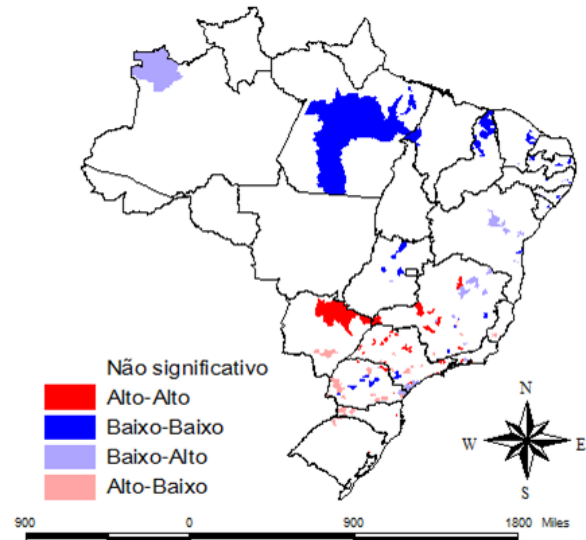 Não significativo
Alto-Alto
Baixo-Baixo
Baixo-Alto
Alto-Baixo
N
W E
S
900 0 900 1800 Miles